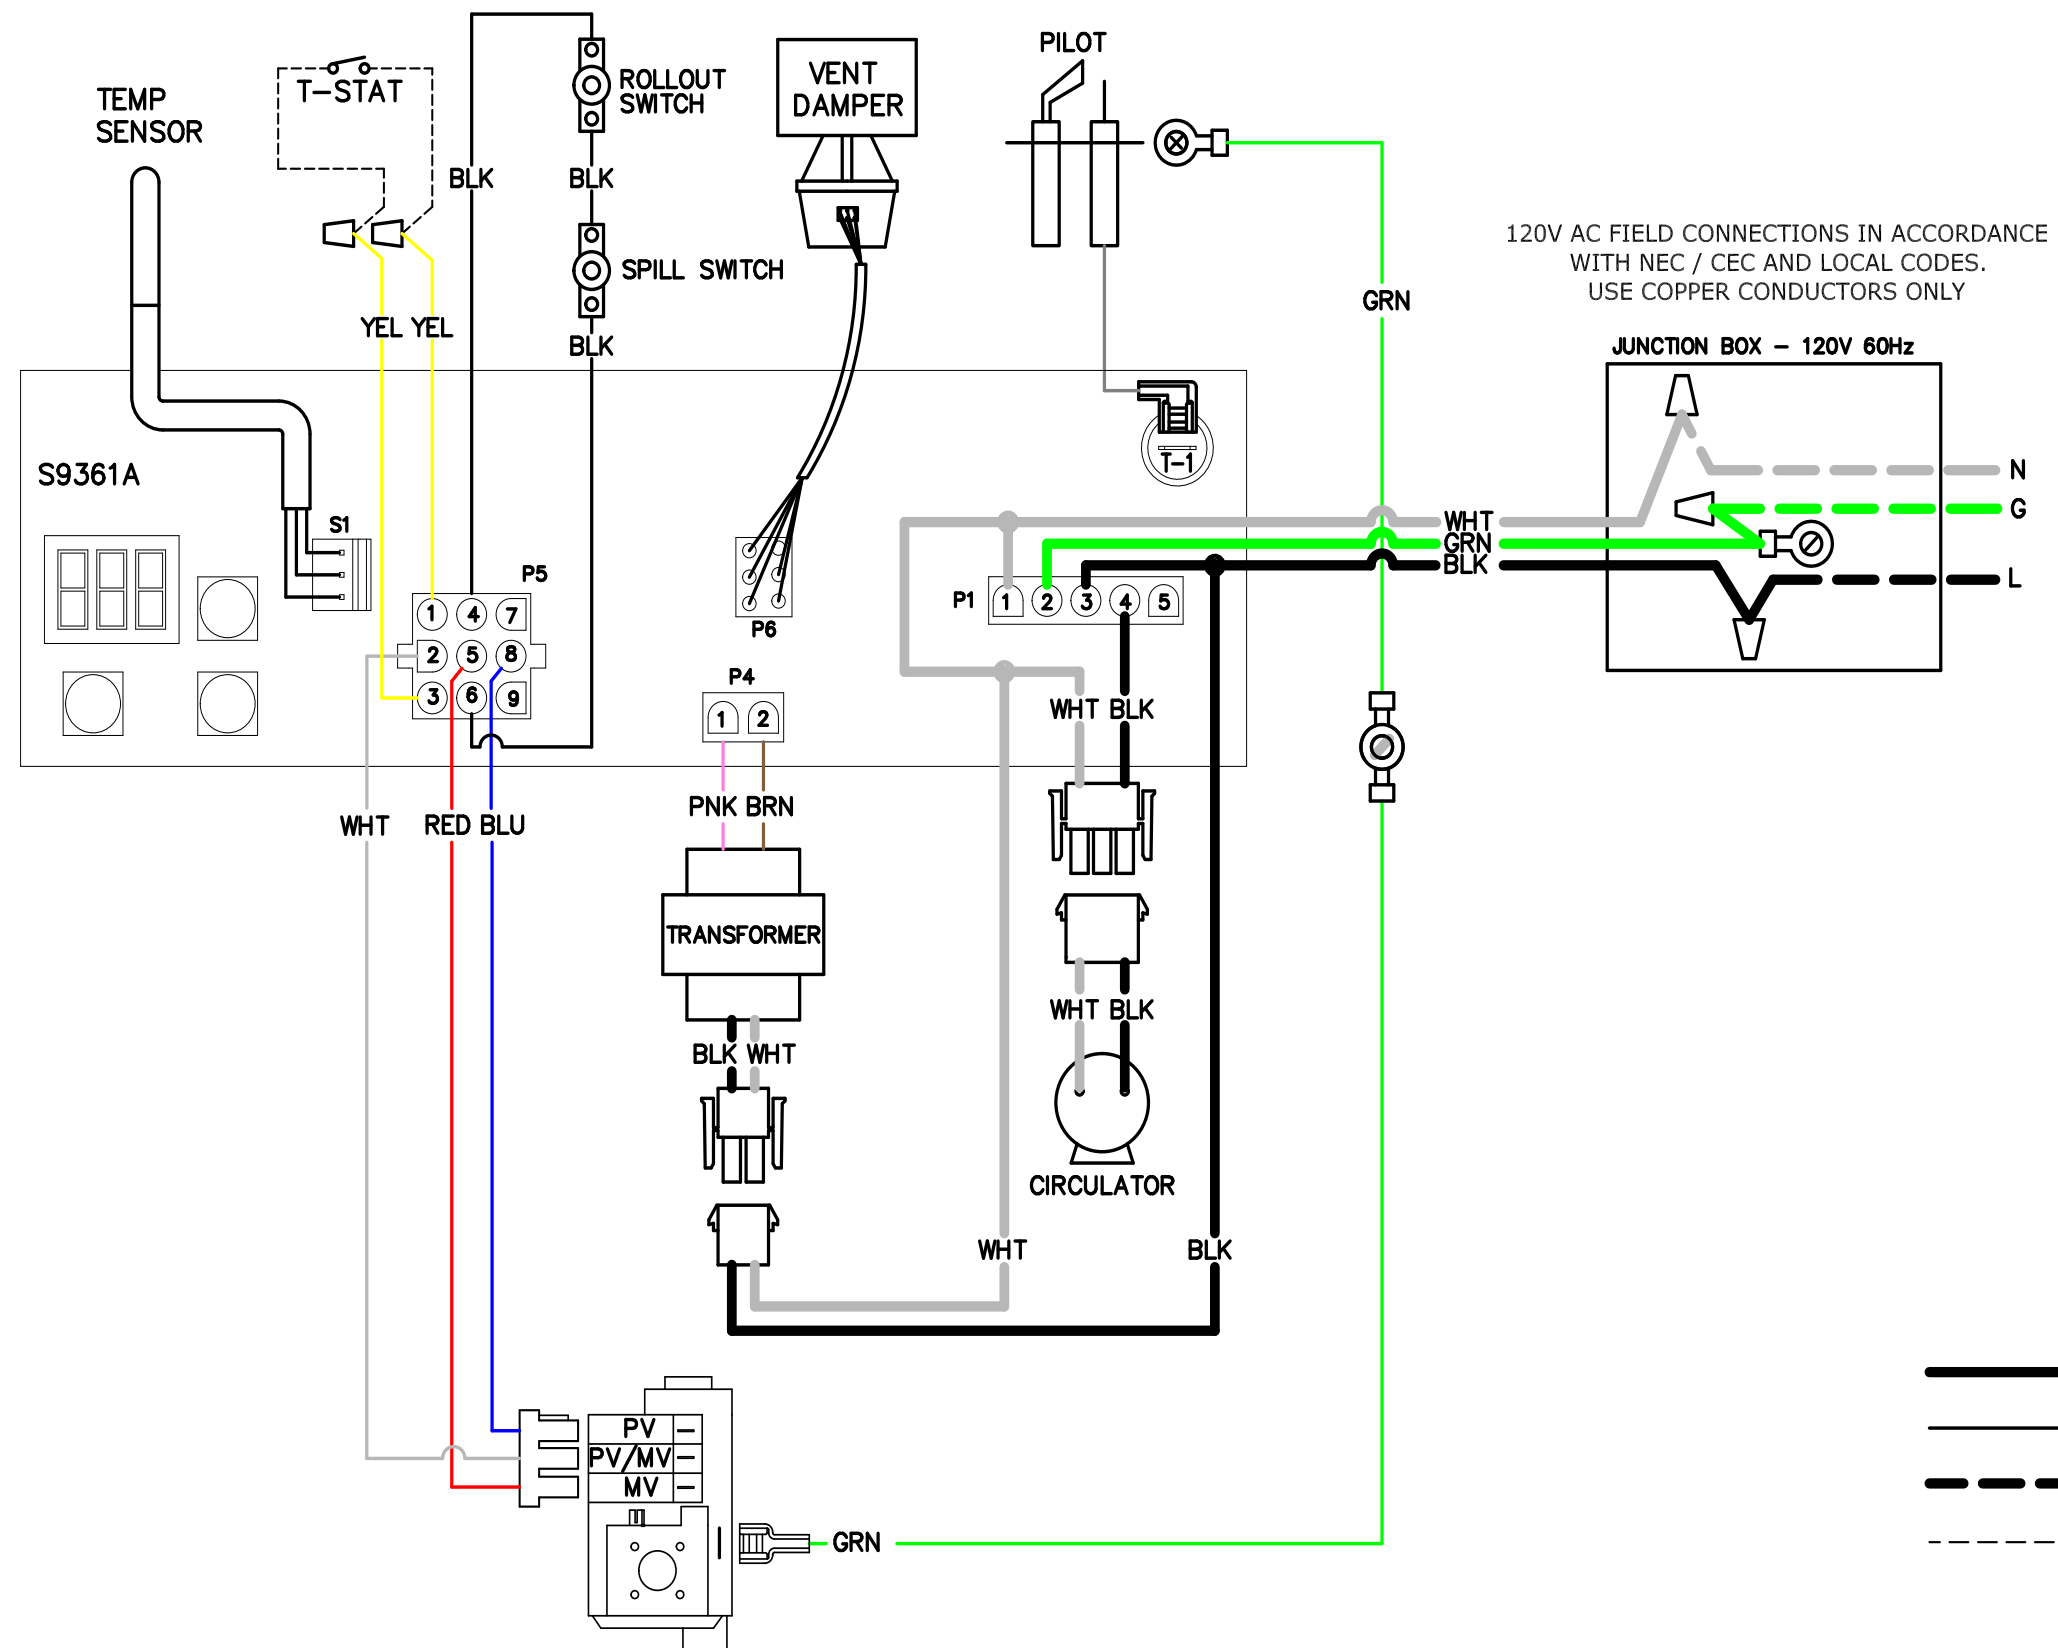 PILOT
VENT
DAMPER
T-STAT
ROLLOUT
SWITCH
TEMP
SENSOR
BLK
BLK
120V AC FIELD CONNECTIONS IN ACCORDANCE
WITH NEC / CEC AND LOCAL CODES.
USE COPPER CONDUCTORS ONLY
SPILL SWITCH
GRN
YEL YEL
BLK
JUNCTION BOX - 120V 60Hz
S9361A
T-1
N
S1
WHT
G
GRN
BLK
L
P5
P1
1 2 3 4 5
1 4 7
P6
2 5 8
P4
3 6 9
1 2
WHT BLK
PNK BRN
WHT
RED BLU
TRANSFORMER
WHT BLK
BLK WHT
CIRCULATOR
WHT
BLK
PV
PV/MV
MV
GRN